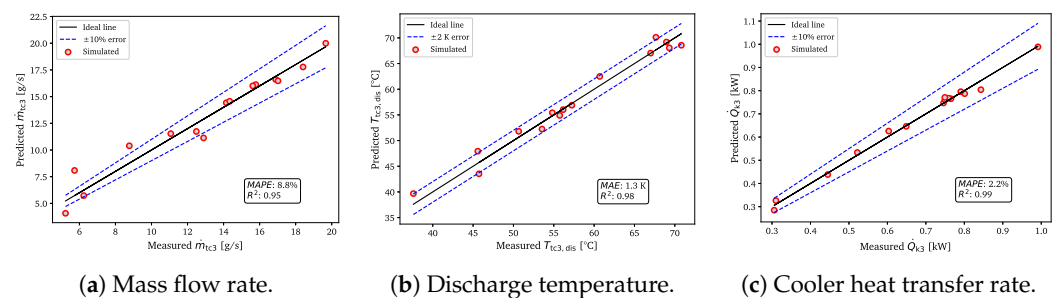 Ideal line
±10% error
Simulated
Predicted ṁtc3 [g/s]
22.5
20.0
17.5
15.0
12.5
10.0
7.5
5.0
MAPE: 8.8%
R²: 0.95
6 8 10 12 14 16 18 20
Measured ṁtc3 [g/s]
(a) Mass flow rate.
Ideal line
±2 K error
Simulated
Predicted Ttc3, dis [°C]
70
65
60
55
50
45
40
35
MAE: 1.3 K
R²: 0.98
40 45 50 55 60 65 70
Measured Ttc3, dis [°C]
(b) Discharge temperature.
Ideal line
±10% error
Simulated
Predicted Q̇k3 [kW]
1.1
1.0
0.9
0.8
0.7
0.6
0.5
0.4
0.3
MAPE: 2.2%
R²: 0.99
0.3 0.4 0.5 0.6 0.7 0.8 0.9 1.0
Measured Q̇k3 [kW]
(c) Cooler heat transfer rate.